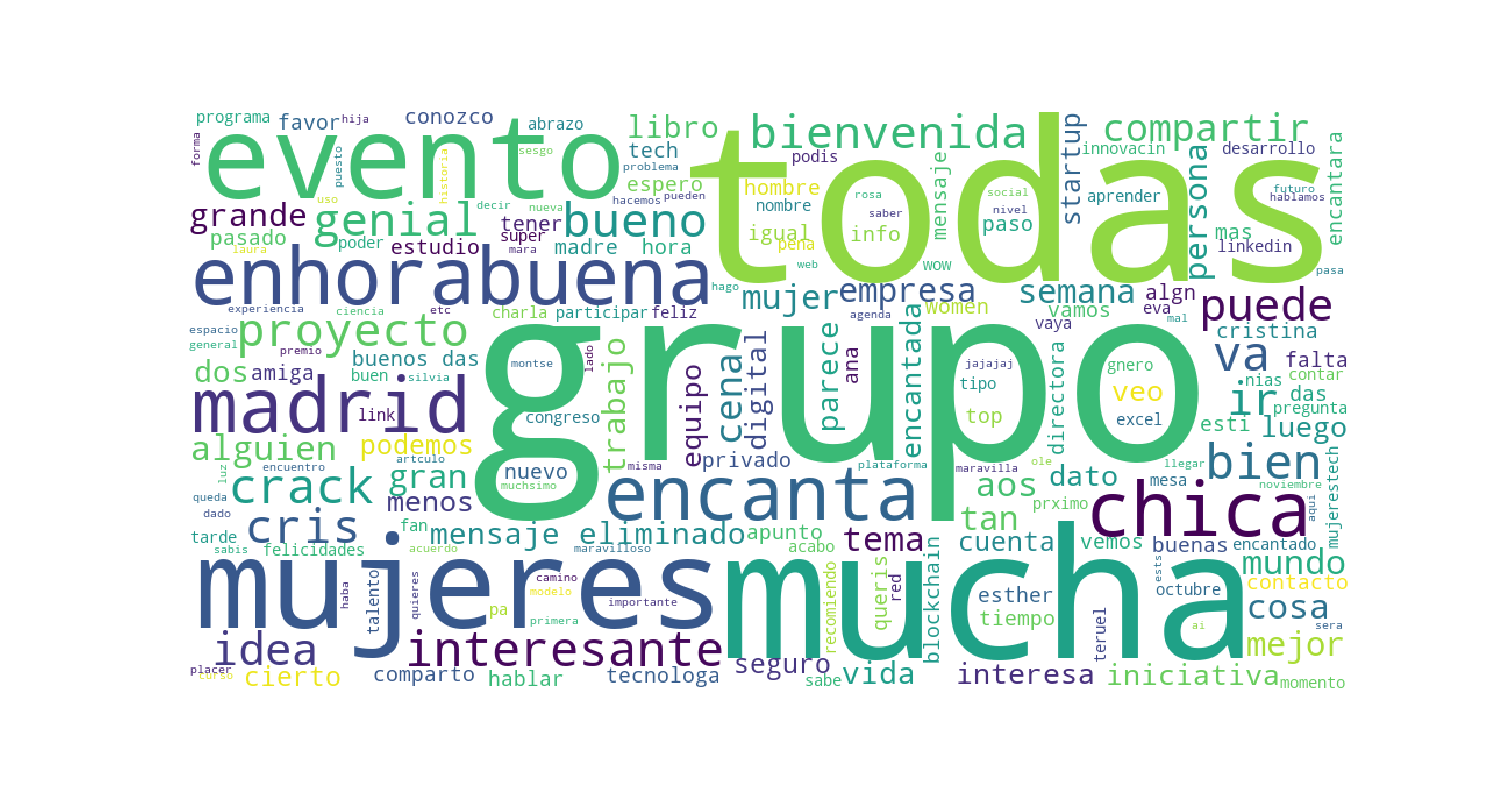 programa
favor
hija
conozco
abrazo
libro
bienvenida
todas
startup
compartir
evento
forma
puesto
historia
sesgo
tech
problema
podis
mensaje
persona
innovacin
desarrollo
encantara
uso
decir
nueva
hacemos
pueden
espero
hombre
nombre
rosa
saber
social
nivel
aprender
futuro
hablamos
grande
genial
tener
bueno
igual
info
paso
mas
pasado
laura
poder
estudio
super
mara
madre
hora
pena
web
wow
linkedin
pasa
enhorabuena
hago
mujer
empresa
agenda
women
semana
algn
eva
mal
puede
experiencia
ciencia
etc
charla
participar
feliz
vamos
vaya
cristina
espacio
general
proyecto
premio
buenos das
lado
trabajo
grupo
digital
parece
ana
encantada
jajajaj
directora
gnero
va
falta
dos
amiga
buen
silvia
montse
equipo
cena
tipo
veo
ir
nias
contar
das
madrid
link
congreso
top
excel
esti
pregunta
luego
alguien
podemos
artculo
privado
plataforma
maravilla
ole
llegar
bien
luz
encuentro
misma
nuevo
gran
crack
muchsimo
encanta
aos
dato
mesa
noviembre
queda
dado
menos
prximo
tan
chica
aqui
mujerestech
cris
tarde
fan
mensaje eliminado
apunto
tema
cuenta
vemos
buenas
encantado
sabis
felicidades
acuerdo
maravilloso
acabo
mundo
mujeres
haba
talento
quieres
camino
modelo
importante
mucha
recomiendo
queris
red
blockchain
esther
esta
octubre
contacto
pa
primera
tiempo
teruel
ai
cosa
sera
idea
interesante
seguro
mejor
placer
curso
cierto
comparto
hablar
tecnologa
sabe
vida
interesa
iniciativa
momento